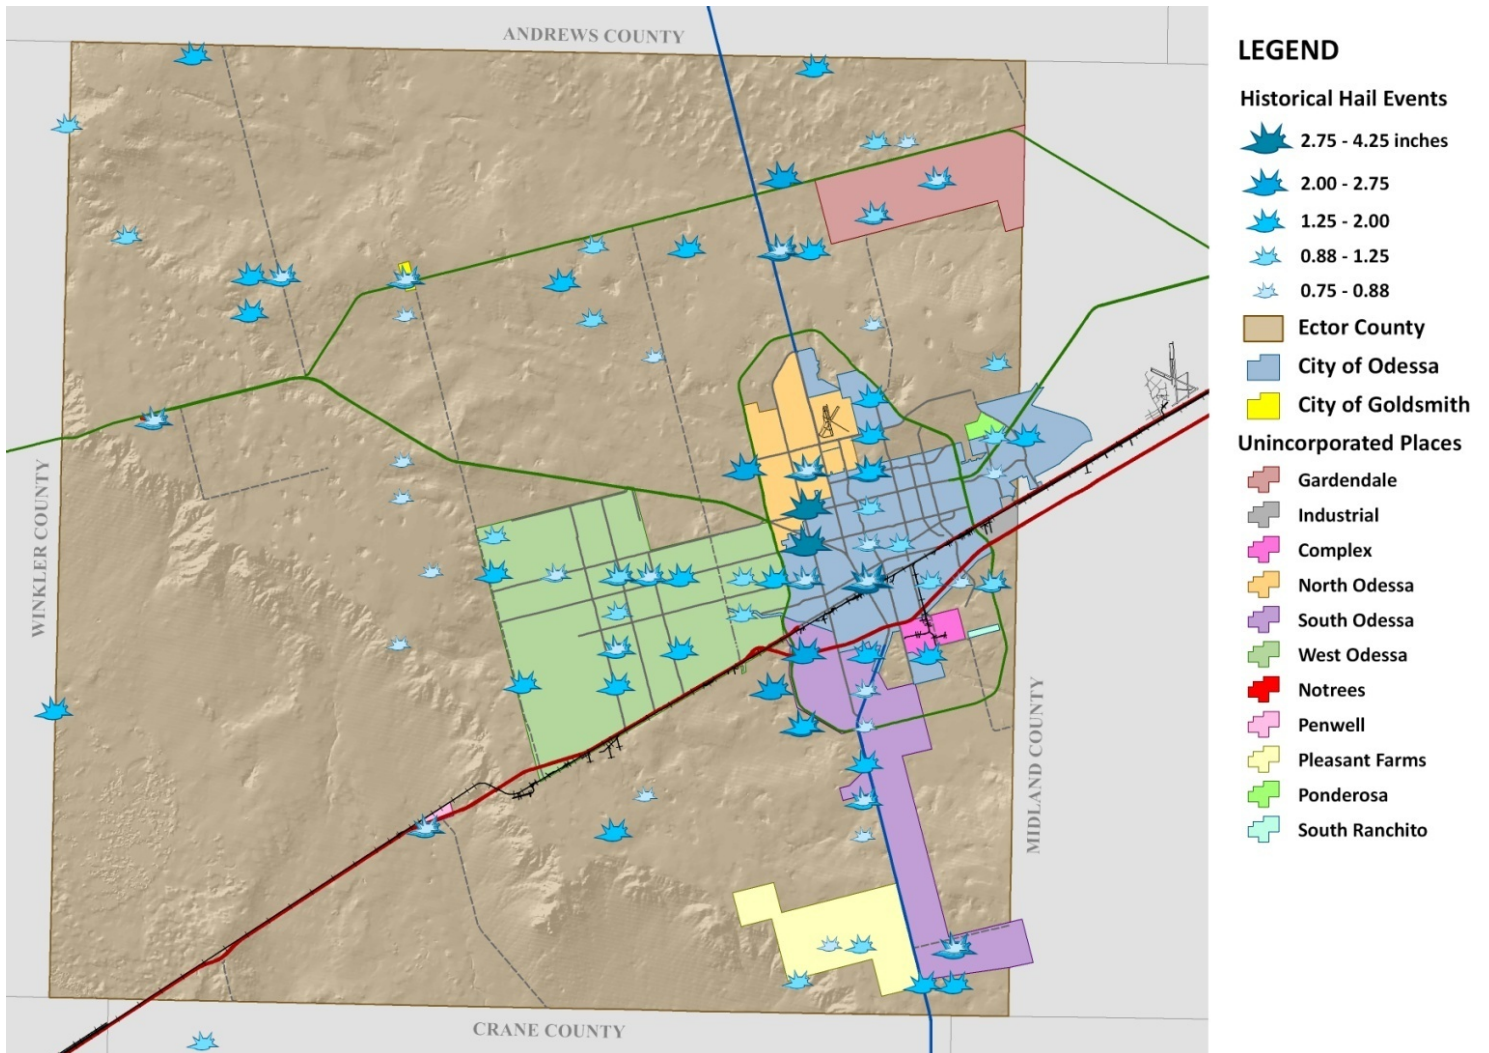 ANDREWS COUNTY
WINKLER COUNTY
MIDLAND COUNTY
CRANE COUNTY
LEGEND
Historical Hail Events
2.75 - 4.25 inches
2.00 - 2.75
1.25 - 2.00
0.88 - 1.25
0.75 - 0.88
Ector County
City of Odessa
City of Goldsmith
Unincorporated Places
Gardendale
Industrial
Complex
North Odessa
South Odessa
West Odessa
Notrees
Penwell
Pleasant Farms
Ponderosa
South Ranchito